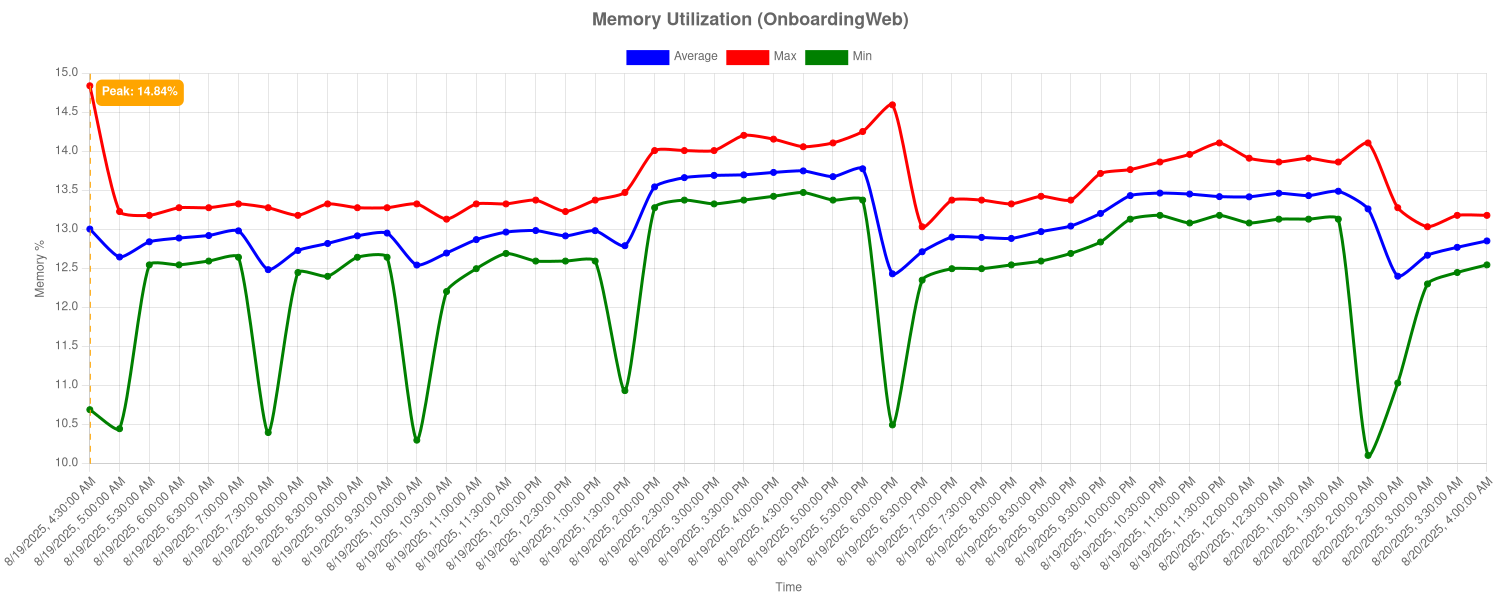 Memory Utilization (OnboardingWeb)
Average Max Min
Peak: 14.84%
Memory %
15.0
14.5
14.0
13.5
13.0
12.5
12.0
11.5
11.0
10.5
10.0
8/19/2025, 4:30:00 AM
8/19/2025, 5:00:00 AM
8/19/2025, 5:30:00 AM
8/19/2025, 6:00:00 AM
8/19/2025, 6:30:00 AM
8/19/2025, 7:00:00 AM
8/19/2025, 7:30:00 AM
8/19/2025, 8:00:00 AM
8/19/2025, 8:30:00 AM
8/19/2025, 9:00:00 AM
8/19/2025, 9:30:00 AM
8/19/2025, 10:00:00 AM
8/19/2025, 10:30:00 AM
8/19/2025, 11:00:00 AM
8/19/2025, 11:30:00 AM
8/19/2025, 12:00:00 PM
8/19/2025, 12:30:00 PM
8/19/2025, 1:00:00 PM
8/19/2025, 1:30:00 PM
8/19/2025, 2:00:00 PM
8/19/2025, 2:30:00 PM
8/19/2025, 3:00:00 PM
8/19/2025, 3:30:00 PM
8/19/2025, 4:00:00 PM
8/19/2025, 4:30:00 PM
8/19/2025, 5:00:00 PM
8/19/2025, 5:30:00 PM
8/19/2025, 6:00:00 PM
8/19/2025, 6:30:00 PM
8/19/2025, 7:00:00 PM
8/19/2025, 7:30:00 PM
8/19/2025, 8:00:00 PM
8/19/2025, 8:30:00 PM
8/19/2025, 9:00:00 PM
8/19/2025, 9:30:00 PM
8/19/2025, 10:00:00 PM
8/19/2025, 10:30:00 PM
8/19/2025, 11:00:00 PM
8/19/2025, 11:30:00 PM
8/20/2025, 12:00:00 AM
8/20/2025, 12:30:00 AM
8/20/2025, 1:00:00 AM
8/20/2025, 1:30:00 AM
8/20/2025, 2:00:00 AM
8/20/2025, 2:30:00 AM
8/20/2025, 3:00:00 AM
8/20/2025, 3:30:00 AM
8/20/2025, 4:00:00 AM
Time